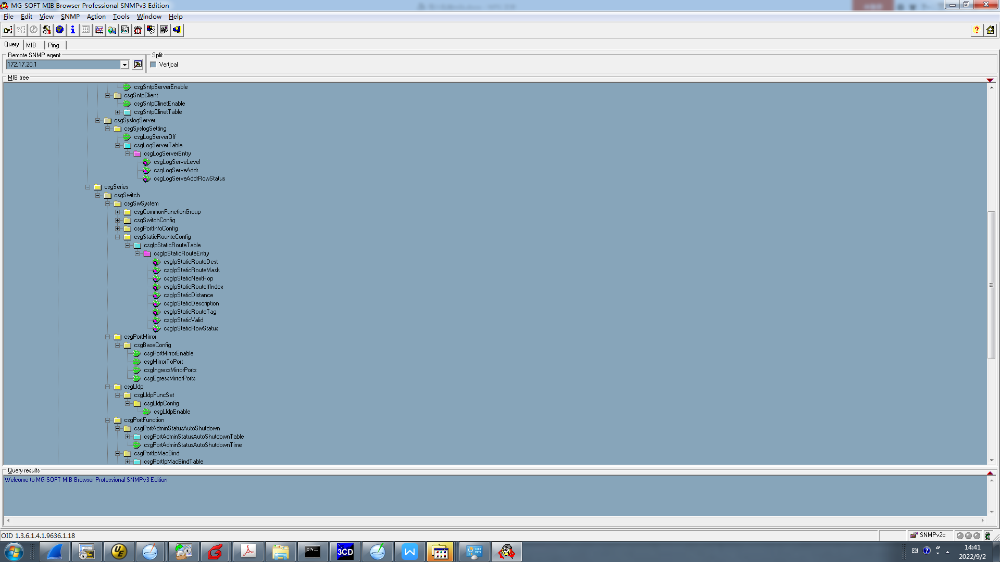 MG-SOFT MIB Browser Professional SNMPv3 Edition
File Edit View SNMP Action Tools Window Help
Query MIB Ping
Remote SNMP agent
Split
172.17.20.1
Vertical
MIB tree
csgSntpServerEnable
csgSntpClient
csgSntpClinetEnable
csgSntpClinetTable
csgSyslogServer
csgSyslogSetting
csgLogServerOff
csgLogServerTable
csgLogServerEntry
csgLogServeLevel
csgLogServeAddr
csgLogServeAddrRowStatus
csgSeries
csgSwitch
csgSwSystem
csgCommonFunctionGroup
csgSwitchConfig
csgPortInfoConfig
csgStaticRounteConfig
csgIpStaticRouteTable
csgIpStaticRouteEntry
csgIpStaticRouteDest
csgIpStaticRouteMask
csgIpStaticNextHop
csgIpStaticRouteIfIndex
csgIpStaticDistance
csgIpStaticDescription
csgIpStaticRouteTag
csgIpStaticValid
csgIpStaticRowStatus
csgPortMirror
csgBaseConfig
csgPortMirrorEnable
csgMirrorToPort
csgIngressMirrorPorts
csgEgressMirrorPorts
csgLldp
csgLldpFuncSet
csgLldpConfig
csgLldpEnable
csgPortFunction
csgPortAdminStatusAutoShutdown
csgPortAdminStatusAutoShutdownTable
csgPortAdminStatusAutoShutdownTime
csgPortIpMacBind
csgPortIpMacBindTable
Query results
Welcome to MG-SOFT MIB Browser Professional SNMPv3 Edition
OID 1.3.6.1.4.1.9636.1.18
SNMPv2c
UE
C:\_
3CD
W
EN
14:41
2022/9/2